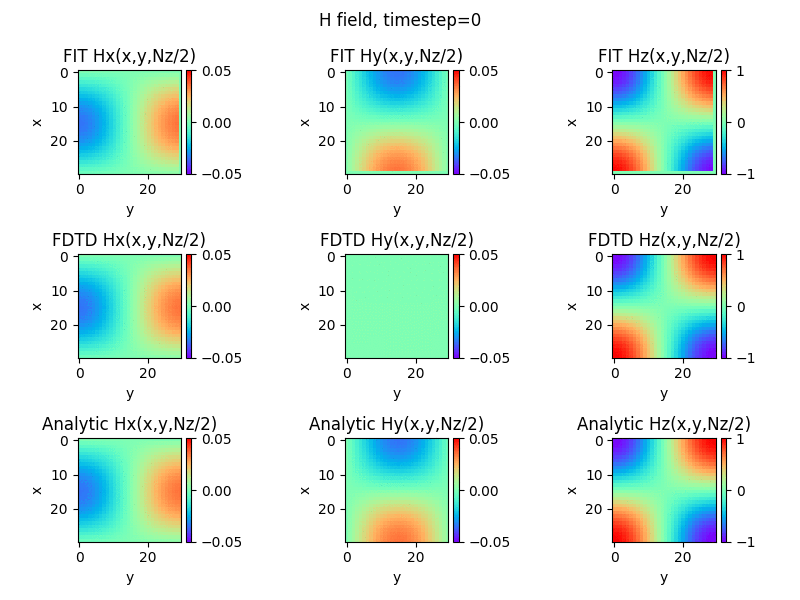 H field, timestep=0
FIT Hx(x,y,Nz/2)
FIT Hy(x,y,Nz/2)
FIT Hz(x,y,Nz/2)
0
10
20
x
0
20
y
0.05
0.00
−0.05
0
10
20
x
0
20
y
0.05
0.00
−0.05
0
10
20
x
0
20
y
1
0
−1
FDTD Hx(x,y,Nz/2)
FDTD Hy(x,y,Nz/2)
FDTD Hz(x,y,Nz/2)
0
10
20
x
0
20
y
0.05
0.00
−0.05
0
10
20
x
0
20
y
0.05
0.00
−0.05
0
10
20
x
0
20
y
1
0
−1
Analytic Hx(x,y,Nz/2)
Analytic Hy(x,y,Nz/2)
Analytic Hz(x,y,Nz/2)
0
10
20
x
0
20
y
0.05
0.00
−0.05
0
10
20
x
0
20
y
0.05
0.00
−0.05
0
10
20
x
0
20
y
1
0
−1